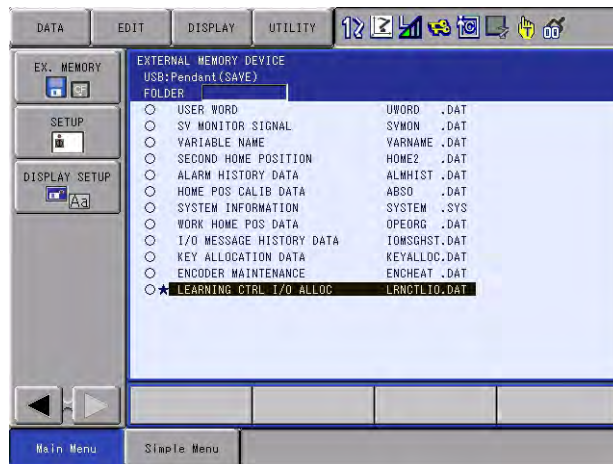 DATA EDIT DISPLAY UTILITY
EX. MEMORY
CF
SETUP
DISPLAY SETUP
Aa
EXTERNAL MEMORY DEVICE
USB:Pendant(SAVE)
FOLDER
USER WORD UWORD .DAT
SV MONITOR SIGNAL SVMON .DAT
VARIABLE NAME VARNAME .DAT
SECOND HOME POSITION HOME2 .DAT
ALARM HISTORY DATA ALMHIST .DAT
HOME POS CALIB DATA ABSO .DAT
SYSTEM INFORMATION SYSTEM .SYS
WORK HOME POS DATA OPEORG .DAT
I/O MESSAGE HISTORY DATA IOMSGHST.DAT
KEY ALLOCATION DATA KEYALLOC.DAT
ENCODER MAINTENANCE ENCHEAT .DAT
★ LEARNING CTRL I/O ALLOC LRNCTLIO.DAT
Main Menu Simple Menu